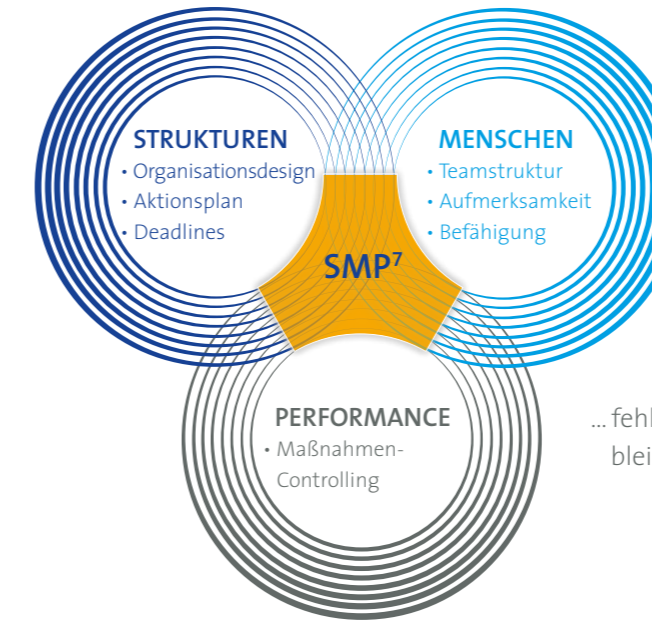 STRUKTUREN
• Organisationsdesign
• Aktionsplan
• Deadlines
MENSCHEN
• Teamstruktur
• Aufmerksamkeit
• Befähigung
SMP⁷
PERFORMANCE
• Maßnahmen-
Controlling
...